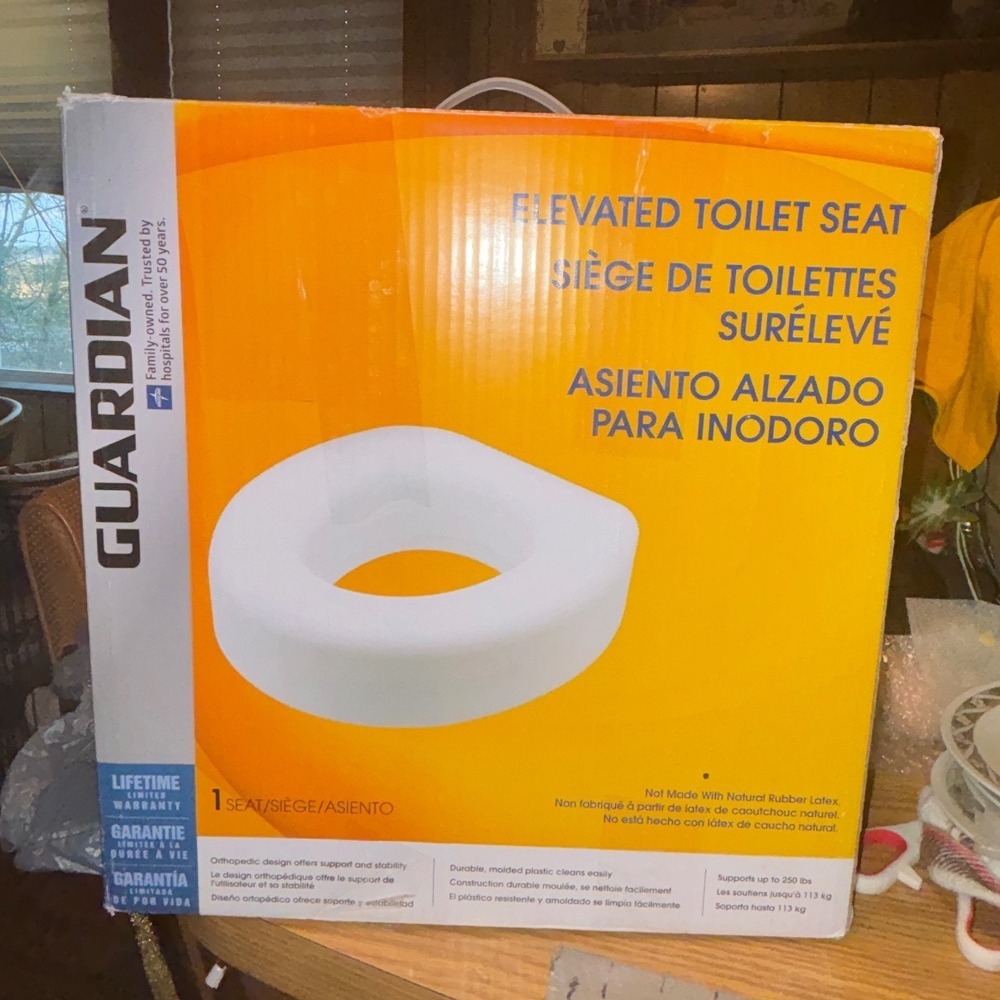 GUARDIAN®
Family-owned. Trusted by
hospitals for over 50 years.
ELEVATED TOILET SEAT
SIÈGE DE TOILETTES
SURÉLEVÉ
ASIENTO ALZADO
PARA INODORO
LIFETIME
LIMITED
WARRANTY
GARANTIE
LIMITÉE À LA
DURÉE À VIE
GARANTÍA
LIMITADA
DE POR VIDA
1 SEAT/SIÈGE/ASIENTO
Not Made With Natural Rubber Latex.
Non fabriqué à partir de latex de caoutchouc naturel.
No está hecho con látex de caucho natural.
Orthopedic design offers support and stability
Le design orthopédique offre le support de
l'utilisateur et sa stabilité
Diseño ortopédico ofrece soporte y estabilidad
Durable, molded plastic cleans easily
Construction durable moulée, se nettoie facilement
El plástico resistente y amoldado se limpia fácilmente
Supports up to 250 lbs
Les soutiens jusqu'à 113 kg
Soporta hasta 113 kg